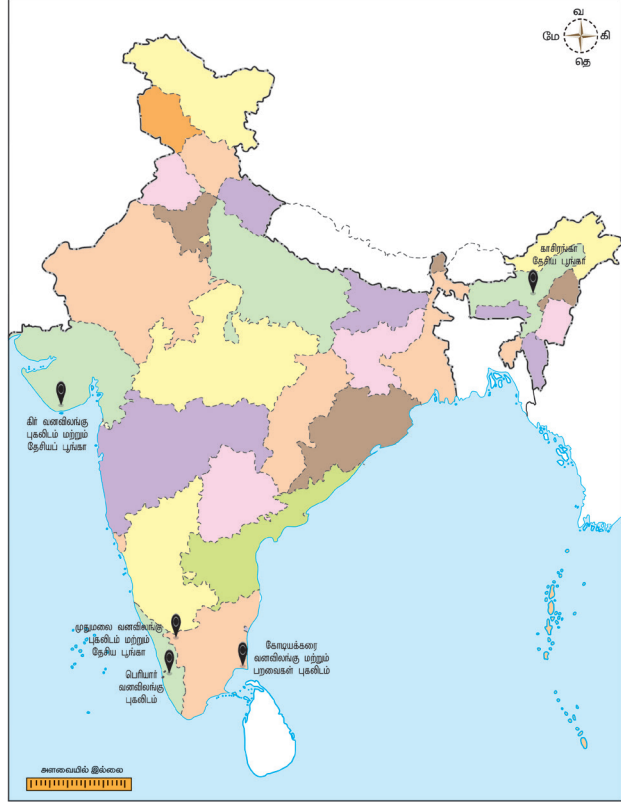 வ
மே
கி
தெ
காசிரங்கா
தேசிய பூங்கா
கிர் வனவிலங்கு
புகலிடம் மற்றும்
தேசியப் பூங்கா
முதுமலை வனவிலங்கு
புகலிடம் மற்றும்
தேசிய பூங்கா
பெரியார்
வனவிலங்கு
புகலிடம்
கோடியக்கரை
வனவிலங்கு மற்றும்
பறவைகள் புகலிடம்
அளவையில் இல்லை